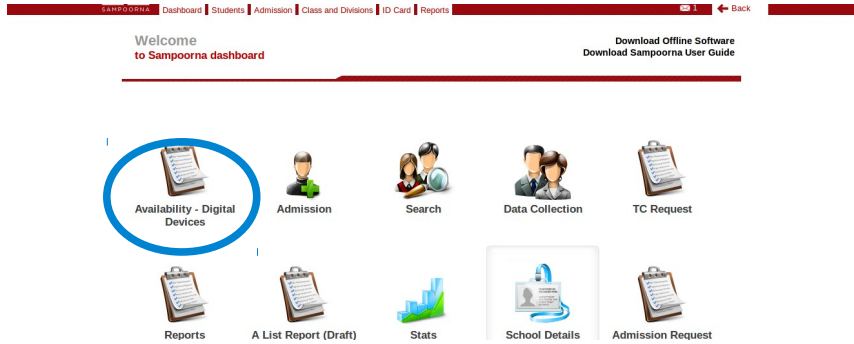 SAMPOORNA Dashboard Students Admission Class and Divisions ID Card Reports 1 Back
Welcome
to Sampoorna dashboard
Download Offline Software
Download Sampoorna User Guide
Availability - Digital
Devices
Admission
Search
Data Collection
TC Request
Reports
A List Report (Draft)
Stats
School Details
Admission Request